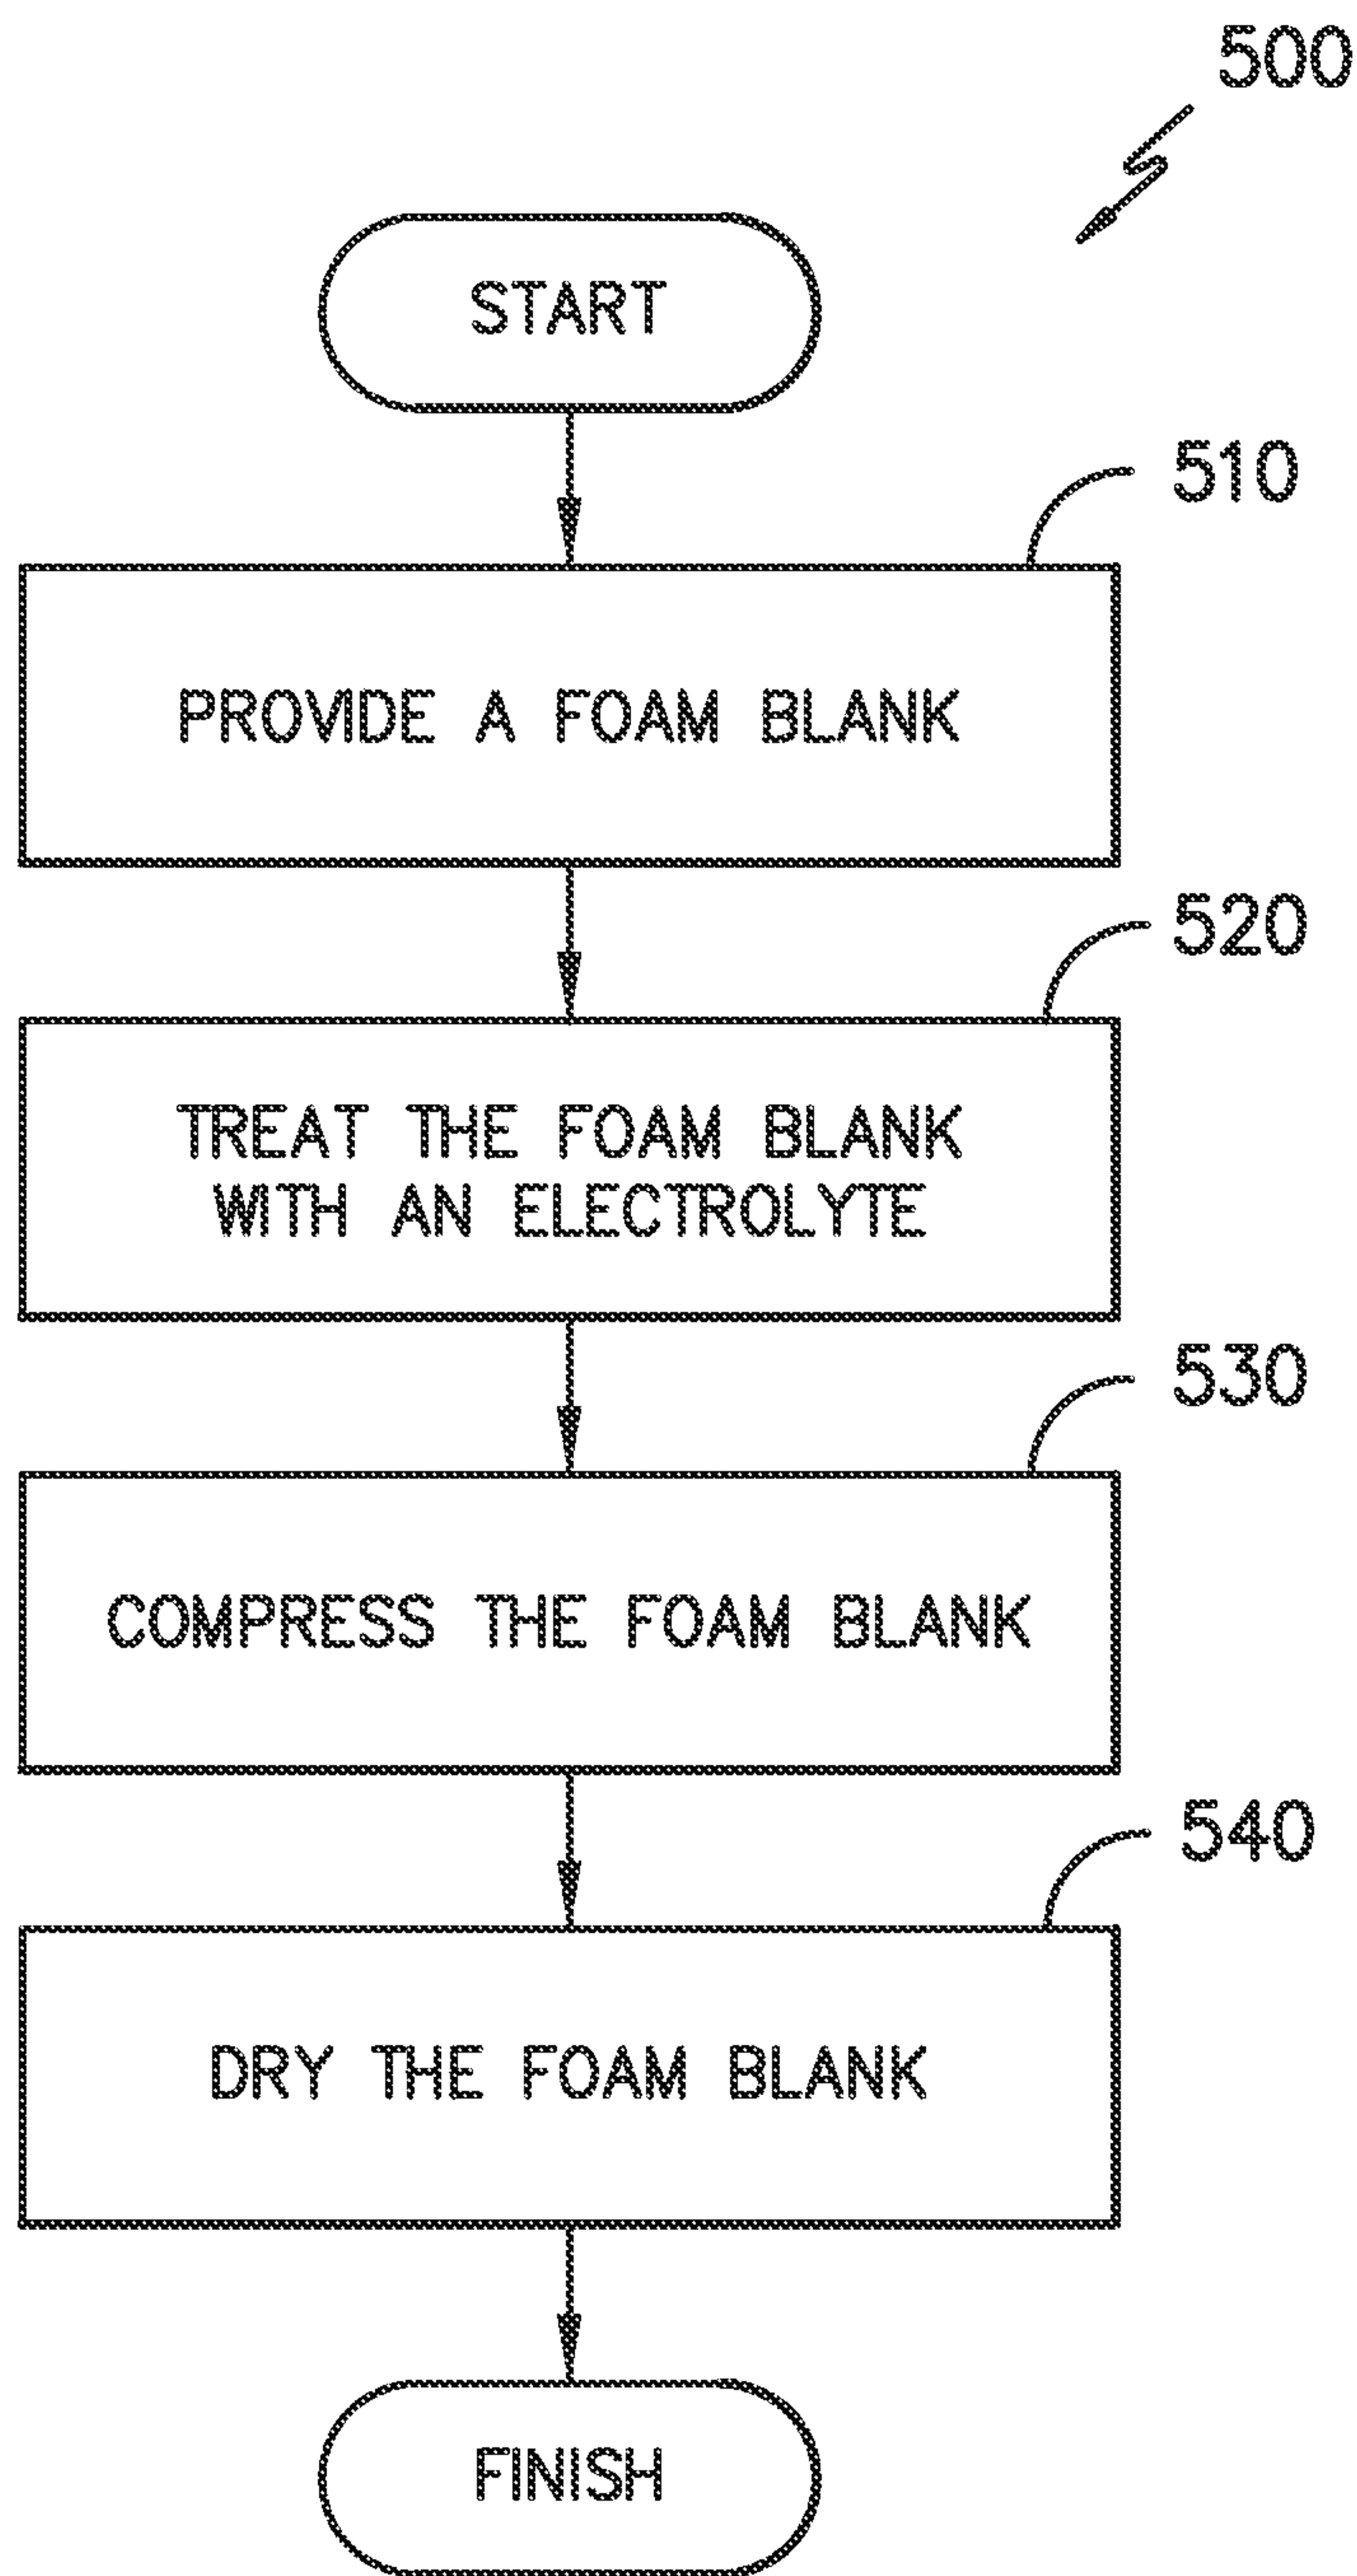 500
START
510
PROVIDE A FOAM BLANK
520
TREAT THE FOAM BLANK
WITH AN ELECTROLYTE
530
COMPRESS THE FOAM BLANK
540
DRY THE FOAM BLANK
FINISH